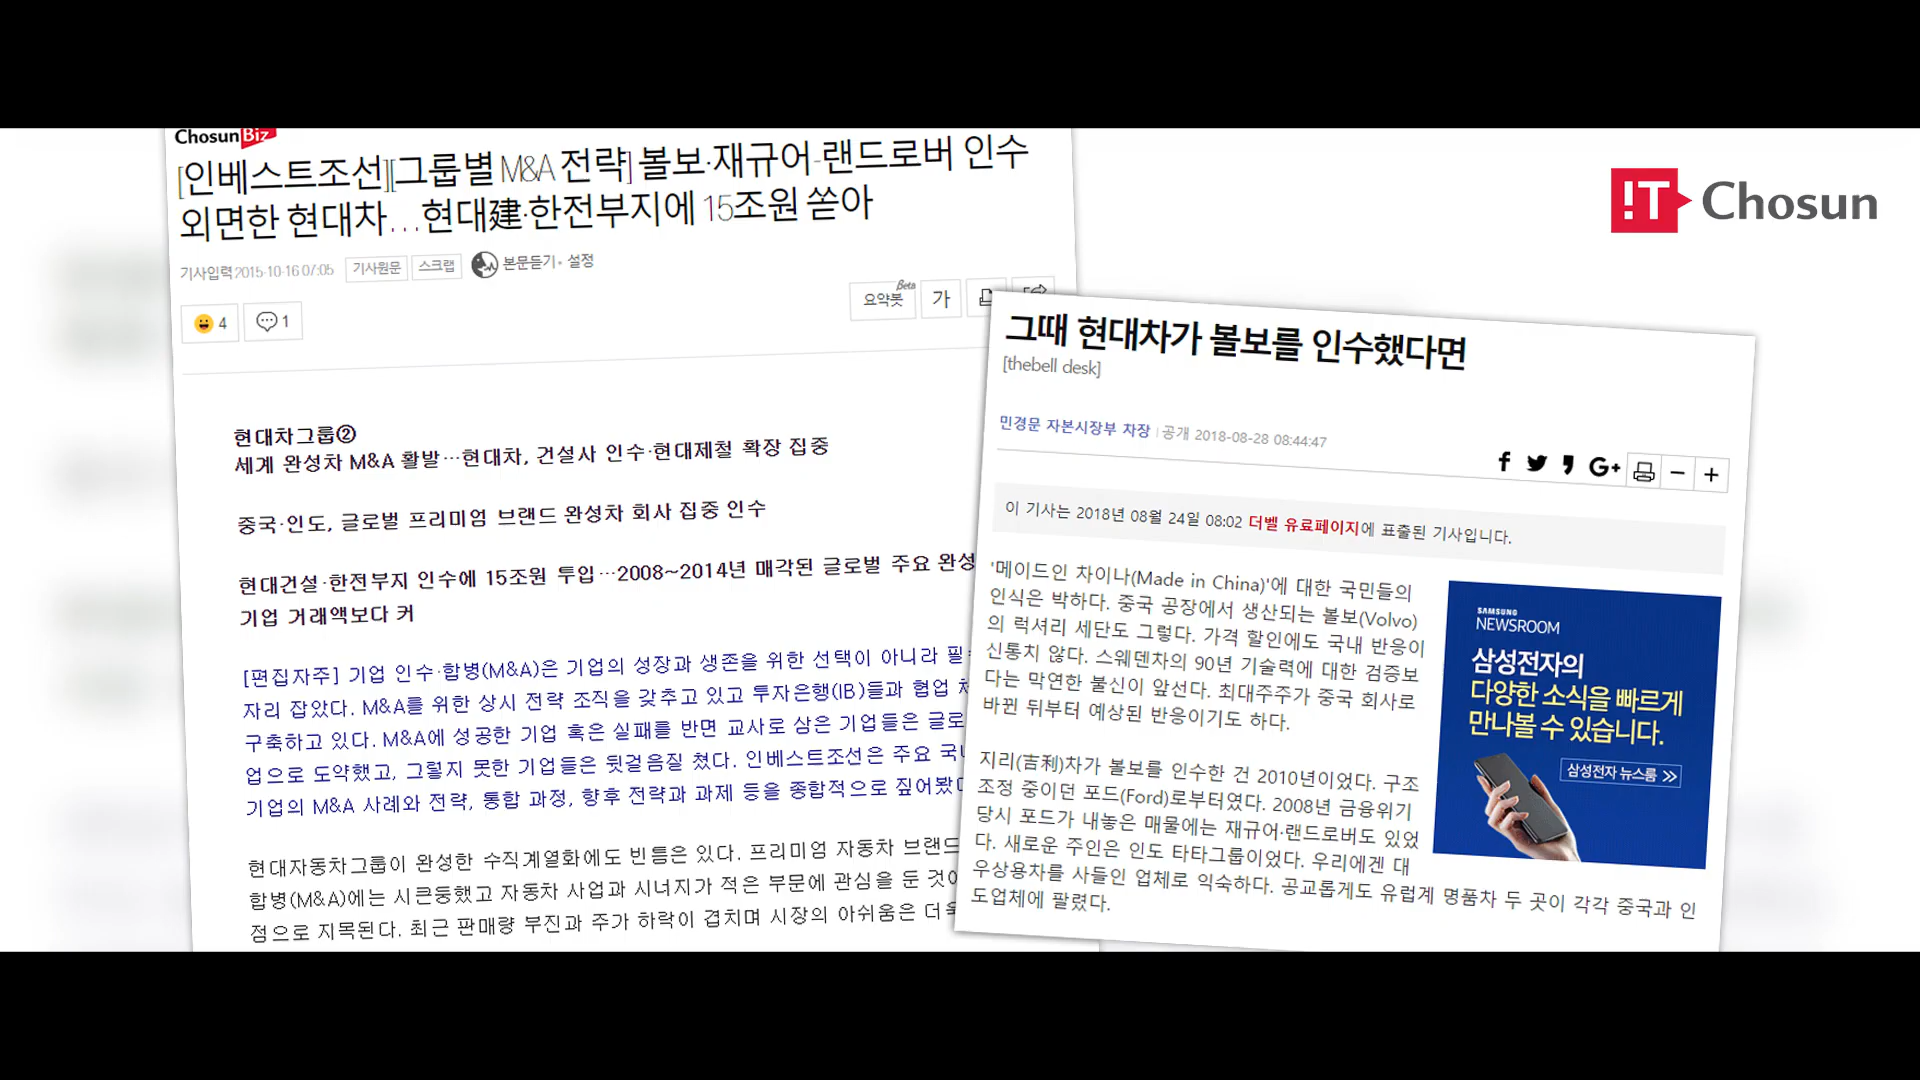 ChosunBiz
[인베스트조선][그룹별 M&A 전략] 볼보·재규어-랜드로버 인수
외면한 현대차…현대建·한전부지에 15조원 쏟아
기사입력 2015-10-16 07:05 기사원문 스크랩 본문듣기 · 설정
4 1
요약봇 Beta 가
현대차그룹②
세계 완성차 M&A 활발…현대차, 건설사 인수·현대제철 확장 집중
중국·인도, 글로벌 프리미엄 브랜드 완성차 회사 집중 인수
현대건설·한전부지 인수에 15조원 투입…2008~2014년 매각된 글로벌 주요 완성
기업 거래액보다 커
[편집자주] 기업 인수·합병(M&A)은 기업의 성장과 생존을 위한 선택이 아니라
자리 잡았다. M&A를 위한 상시 전략 조직을 갖추고 있고 투자은행(IB)들과 협업
구축하고 있다. M&A에 성공한 기업 혹은 실패를 반면 교사로 삼은 기업들은 글로
업으로 도약했고, 그렇지 못한 기업들은 뒷걸음질 쳤다. 인베스트조선은 주요
기업의 M&A 사례와 전략, 통합 과정, 향후 전략과 과제 등을 종합적으로 짚어봤
현대자동차그룹이 완성한 수직계열화에도 빈틈은 있다. 프리미엄 자동차 브랜드
합병(M&A)에는 시큰둥했고 자동차 사업과 시너지가 적은 부문에 관심을 둔 것
점으로 지목된다. 최근 판매량 부진과 주가 하락이 겹치며 시장의 아쉬움은
!T Chosun
그때 현대차가 볼보를 인수했다면
[thebell desk]
민경문 자본시장부 차장 | 공개 2018-08-28 08:44:47
f G+ − +
이 기사는 2018년 08월 24일 08:02 더벨 유료페이지에 표출된 기사입니다.
'메이드인 차이나(Made in China)'에 대한 국민들의
인식은 박하다. 중국 공장에서 생산되는 볼보(Volvo)
의 럭셔리 세단도 그렇다. 가격 할인에도 국내 반응이
신통치 않다. 스웨덴차의 90년 기술력에 대한 검증보
다는 막연한 불신이 앞선다. 최대주주가 중국 회사로
바뀐 뒤부터 예상된 반응이기도 하다.
지리(吉利)차가 볼보를 인수한 건 2010년이었다. 구조
조정 중이던 포드(Ford)로부터였다. 2008년 금융위기
당시 포드가 내놓은 매물에는 재규어·랜드로버도 있었
다. 새로운 주인은 인도 타타그룹이었다. 우리에겐 대
우상용차를 사들인 업체로 익숙하다. 공교롭게도 유럽계 명품차 두 곳이 각각 중국과 인
도업체에 팔렸다.
SAMSUNG
NEWSROOM
삼성전자의
다양한 소식을 빠르게
만나볼 수 있습니다.
삼성전자 뉴스룸 ≫